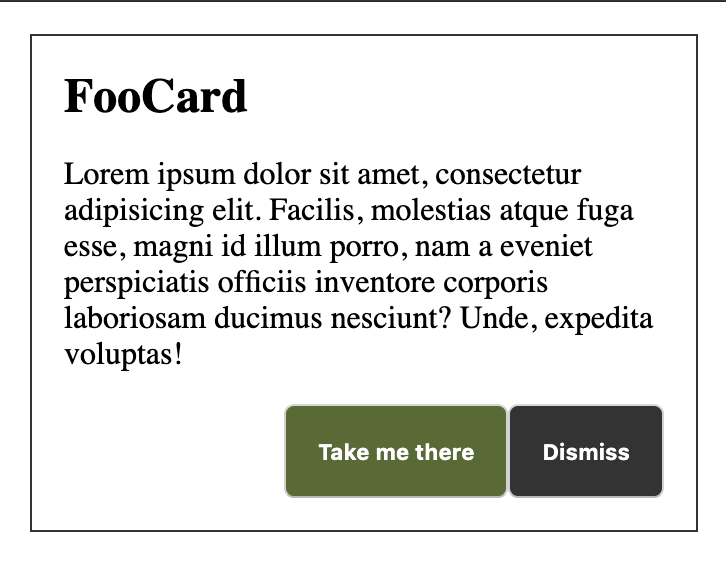 FooCard
Lorem ipsum dolor sit amet, consectetur
adipisicing elit. Facilis, molestias atque fuga
esse, magni id illum porro, nam a eveniet
perspiciatis officiis inventore corporis
laboriosam ducimus nesciunt? Unde, expedita
voluptas!
Take me there
Dismiss